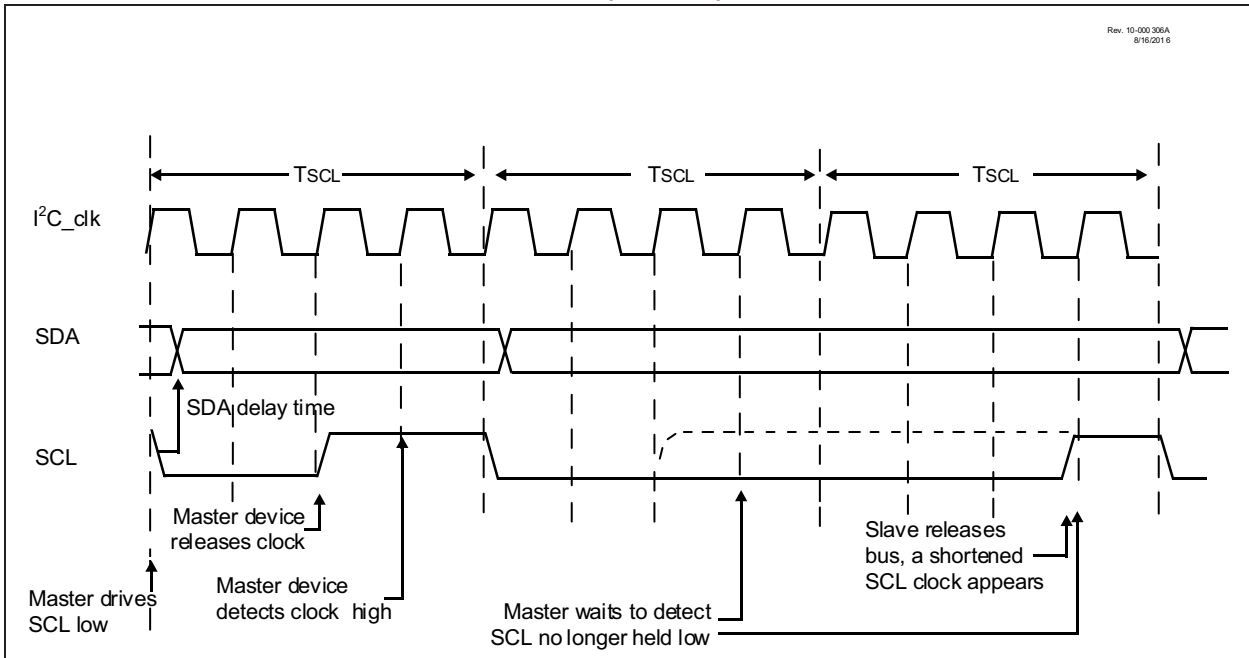 Rev. 10-000 306A
8/16/201 6
TSCL
TSCL
TSCL
I²C_clk
SDA
SDA delay time
SCL
Master device
releases clock
Master device
detects clock high
Master drives
SCL low
Master waits to detect
SCL no longer held low
Slave releases
bus, a shortened
SCL clock appears